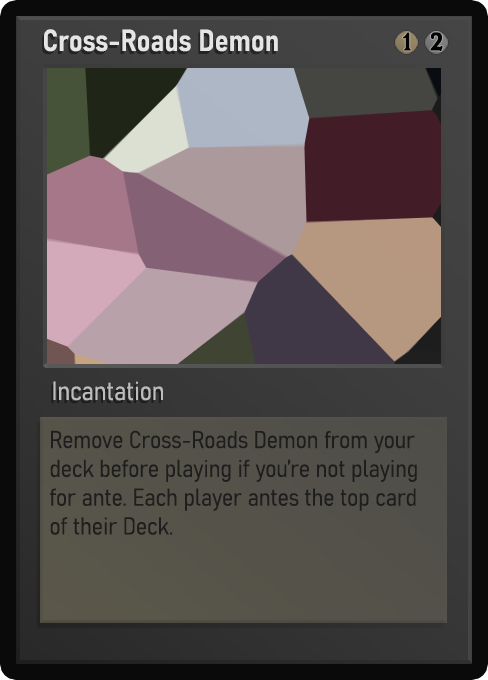 Cross-Roads Demon 1 2
Incantation
Remove Cross-Roads Demon from your
deck before playing if you're not playing
for ante. Each player antes the top card
of their Deck.